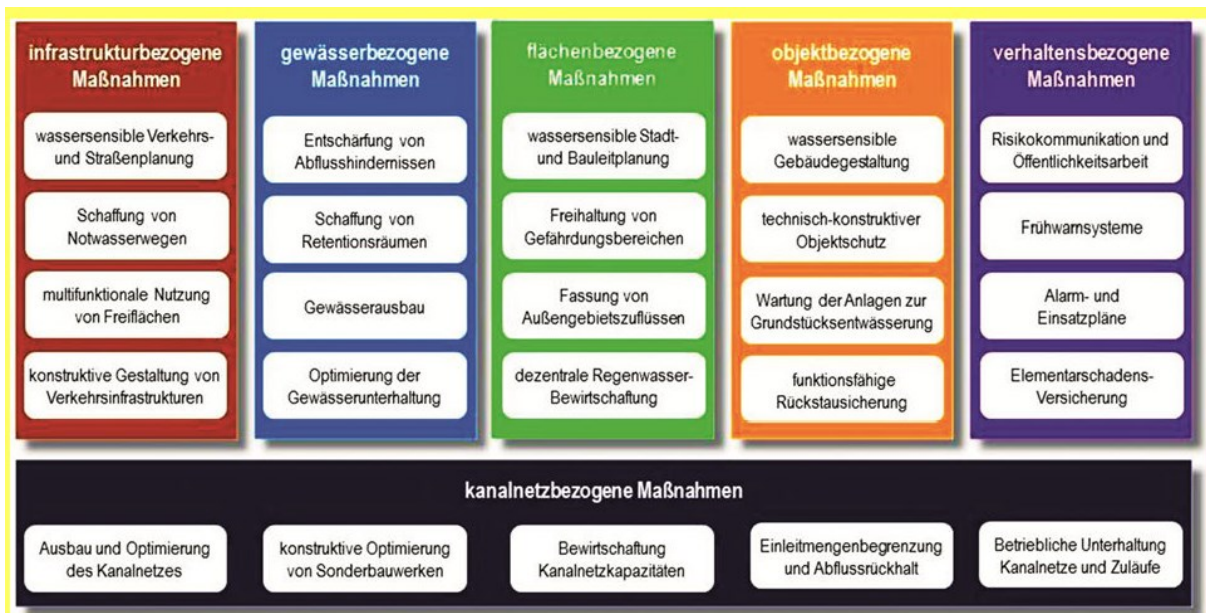 infrastrukturbezogene
Maßnahmen
wassersensible Verkehrs-
und Straßenplanung
Schaffung von
Notwasserwegen
multifunktionale Nutzung
von Freiflächen
konstruktive Gestaltung von
Verkehrsinfrastrukturen
gewässerbezogene
Maßnahmen
Entschärfung von
Abflusshindernissen
Schaffung von
Retentionsräumen
Gewässerausbau
Optimierung der
Gewässerunterhaltung
flächenbezogene
Maßnahmen
wassersensible Stadt-
und Bauleitplanung
Freihaltung von
Gefährdungsbereichen
Fassung von
Außengebietszuflüssen
dezentrale Regenwasser-
Bewirtschaftung
objektbezogene
Maßnahmen
wassersensible
Gebäudegestaltung
technisch-konstruktiver
Objektschutz
Wartung der Anlagen zur
Grundstücksentwässerung
funktionsfähige
Rückstausicherung
verhaltensbezogene
Maßnahmen
Risikokommunikation und
Öffentlichkeitsarbeit
Frühwarnsysteme
Alarm- und
Einsatzpläne
Elementarschadens-
Versicherung
kanalnetzbezogene Maßnahmen
Ausbau und Optimierung
des Kanalnetzes
konstruktive Optimierung
von Sonderbauwerken
Bewirtschaftung
Kanalnetzkapazitäten
Einleitmengenbegrenzung
und Abflussrückhalt
Betriebliche Unterhaltung
Kanalnetze und Zuläufe